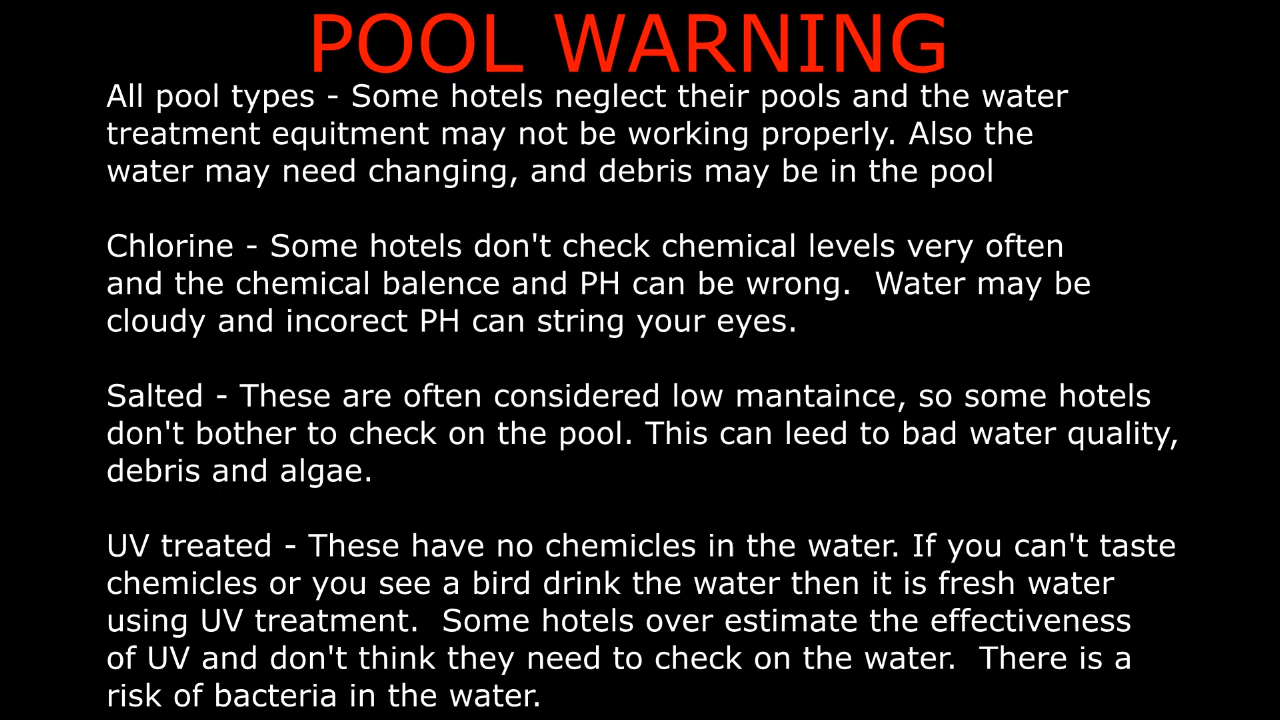 POOL WARNING
All pool types - Some hotels neglect their pools and the water
treatment equitment may not be working properly. Also the
water may need changing, and debris may be in the pool
Chlorine - Some hotels don't check chemical levels very often
and the chemical balence and PH can be wrong.  Water may be
cloudy and incorect PH can string your eyes.
Salted - These are often considered low mantaince, so some hotels
don't bother to check on the pool. This can leed to bad water quality,
debris and algae.
UV treated - These have no chemicles in the water. If you can't taste
chemicles or you see a bird drink the water then it is fresh water
using UV treatment.  Some hotels over estimate the effectiveness
of UV and don't think they need to check on the water.  There is a
risk of bacteria in the water.